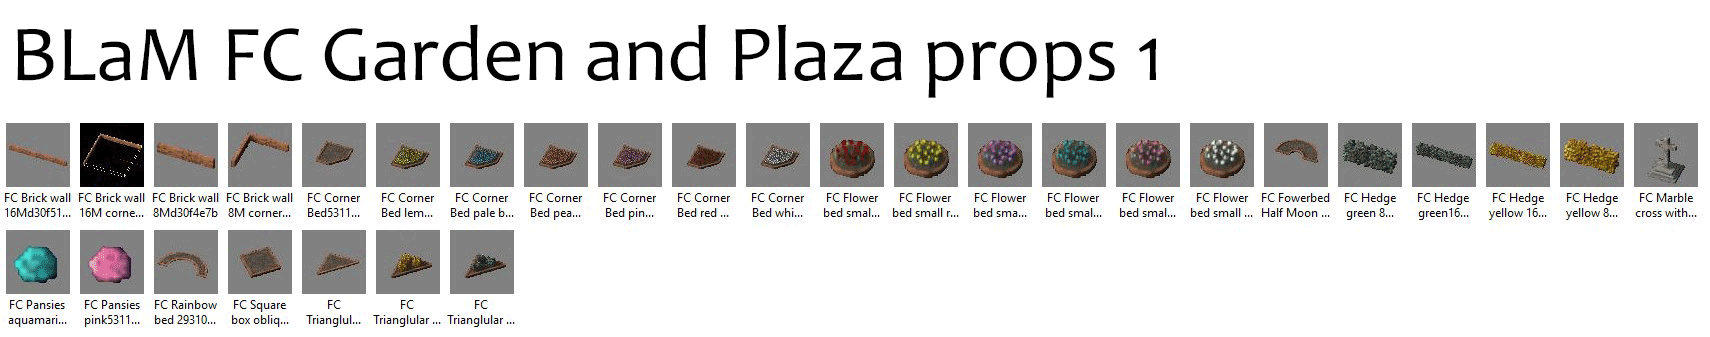 BLaM FC Garden and Plaza props 1
FC Brick wall FC Brick wall FC Brick wall FC Brick wall FC Corner FC Corner FC Corner FC Corner FC Corner FC Corner FC Corner FC Flower FC Flower FC Flower FC Flower FC Flower FC Flower FC Fowerbed FC Hedge FC Hedge FC Hedge FC Hedge FC Marble
16Md30f51... 16M corne... 8Md30f4e7b 8M corner... Bed5311... Bed lem... Bed pale b... Bed pea... Bed pin... Bed red ... Bed whi... bed smal... bed small r... bed sma... bed smal... bed smal... bed small ... Half Moon ... green 8... green16... yellow 16... yellow 8... cross with...
FC Pansies FC Pansies FC Rainbow FC Square FC FC FC
aquamari... pink5311... bed 29310... box obliq... Trianglul... Trianglular ... Trianglular ...